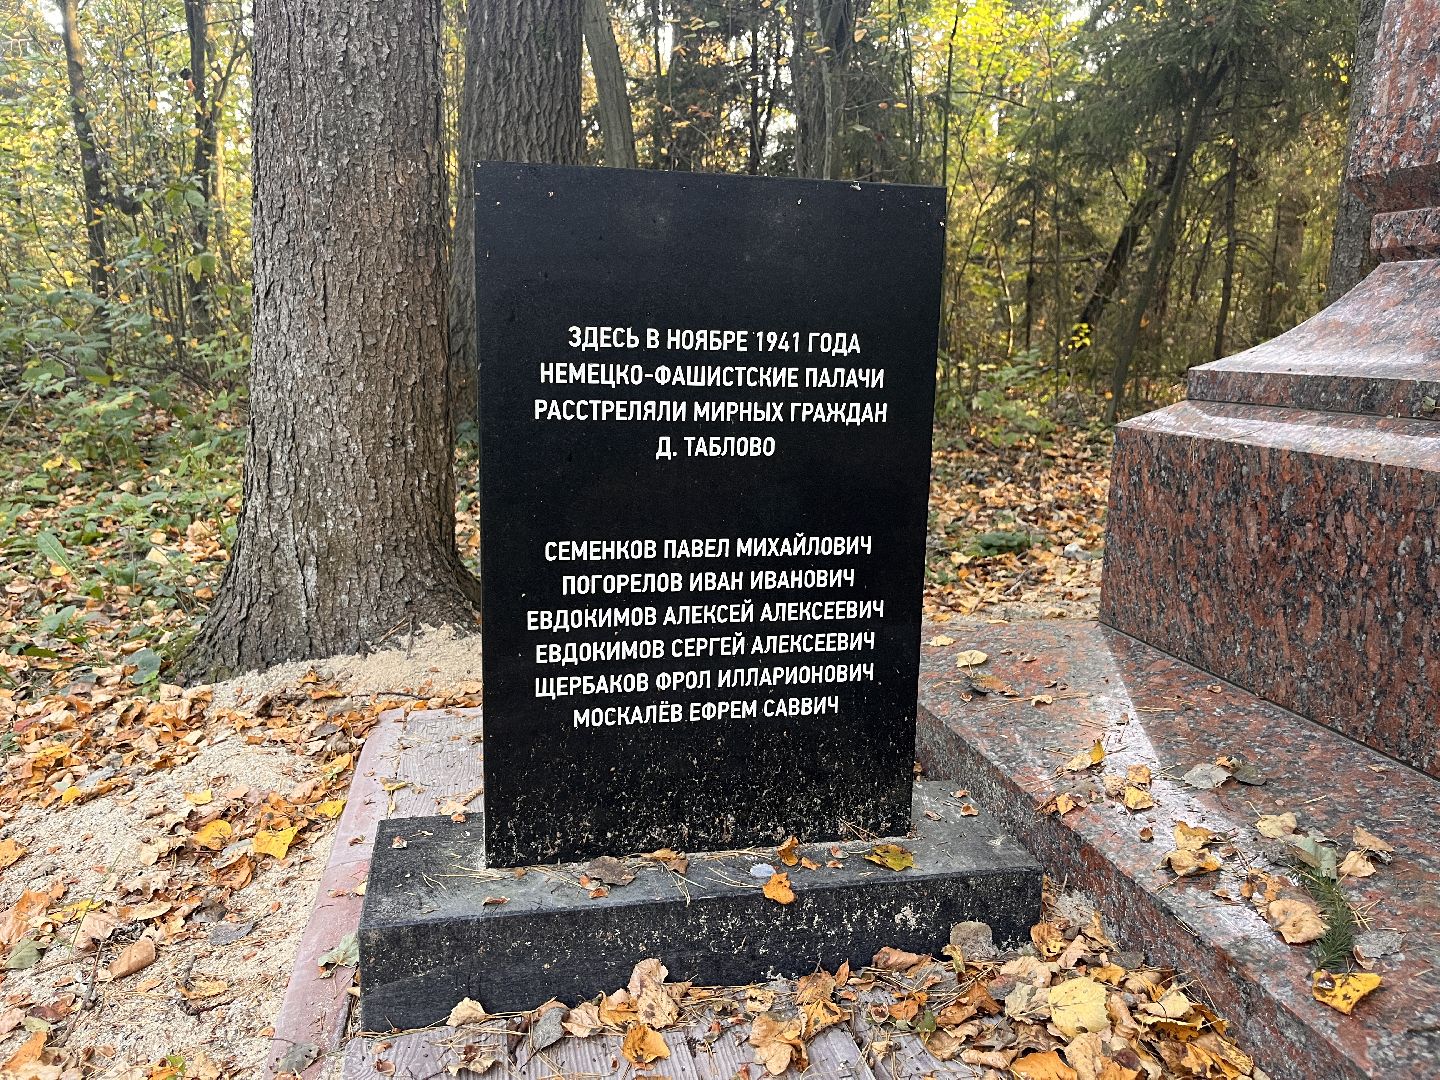 ЗДЕСЬ В НОЯБРЕ 1941 ГОДА
НЕМЕЦКО-ФАШИСТСКИЕ ПАЛАЧИ
РАССТРЕЛЯЛИ МИРНЫХ ГРАЖДАН
Д. ТАБЛОВО
СЕМЕНКОВ ПАВЕЛ МИХАЙЛОВИЧ
ПОГОРЕЛОВ ИВАН ИВАНОВИЧ
ЕВДОКИМОВ АЛЕКСЕЙ АЛЕКСЕЕВИЧ
ЕВДОКИМОВ СЕРГЕЙ АЛЕКСЕЕВИЧ
ЩЕРБАКОВ ФРОЛ ИЛЛАРИОНОВИЧ
МОСКАЛЁВ ЕФРЕМ САВВИЧ